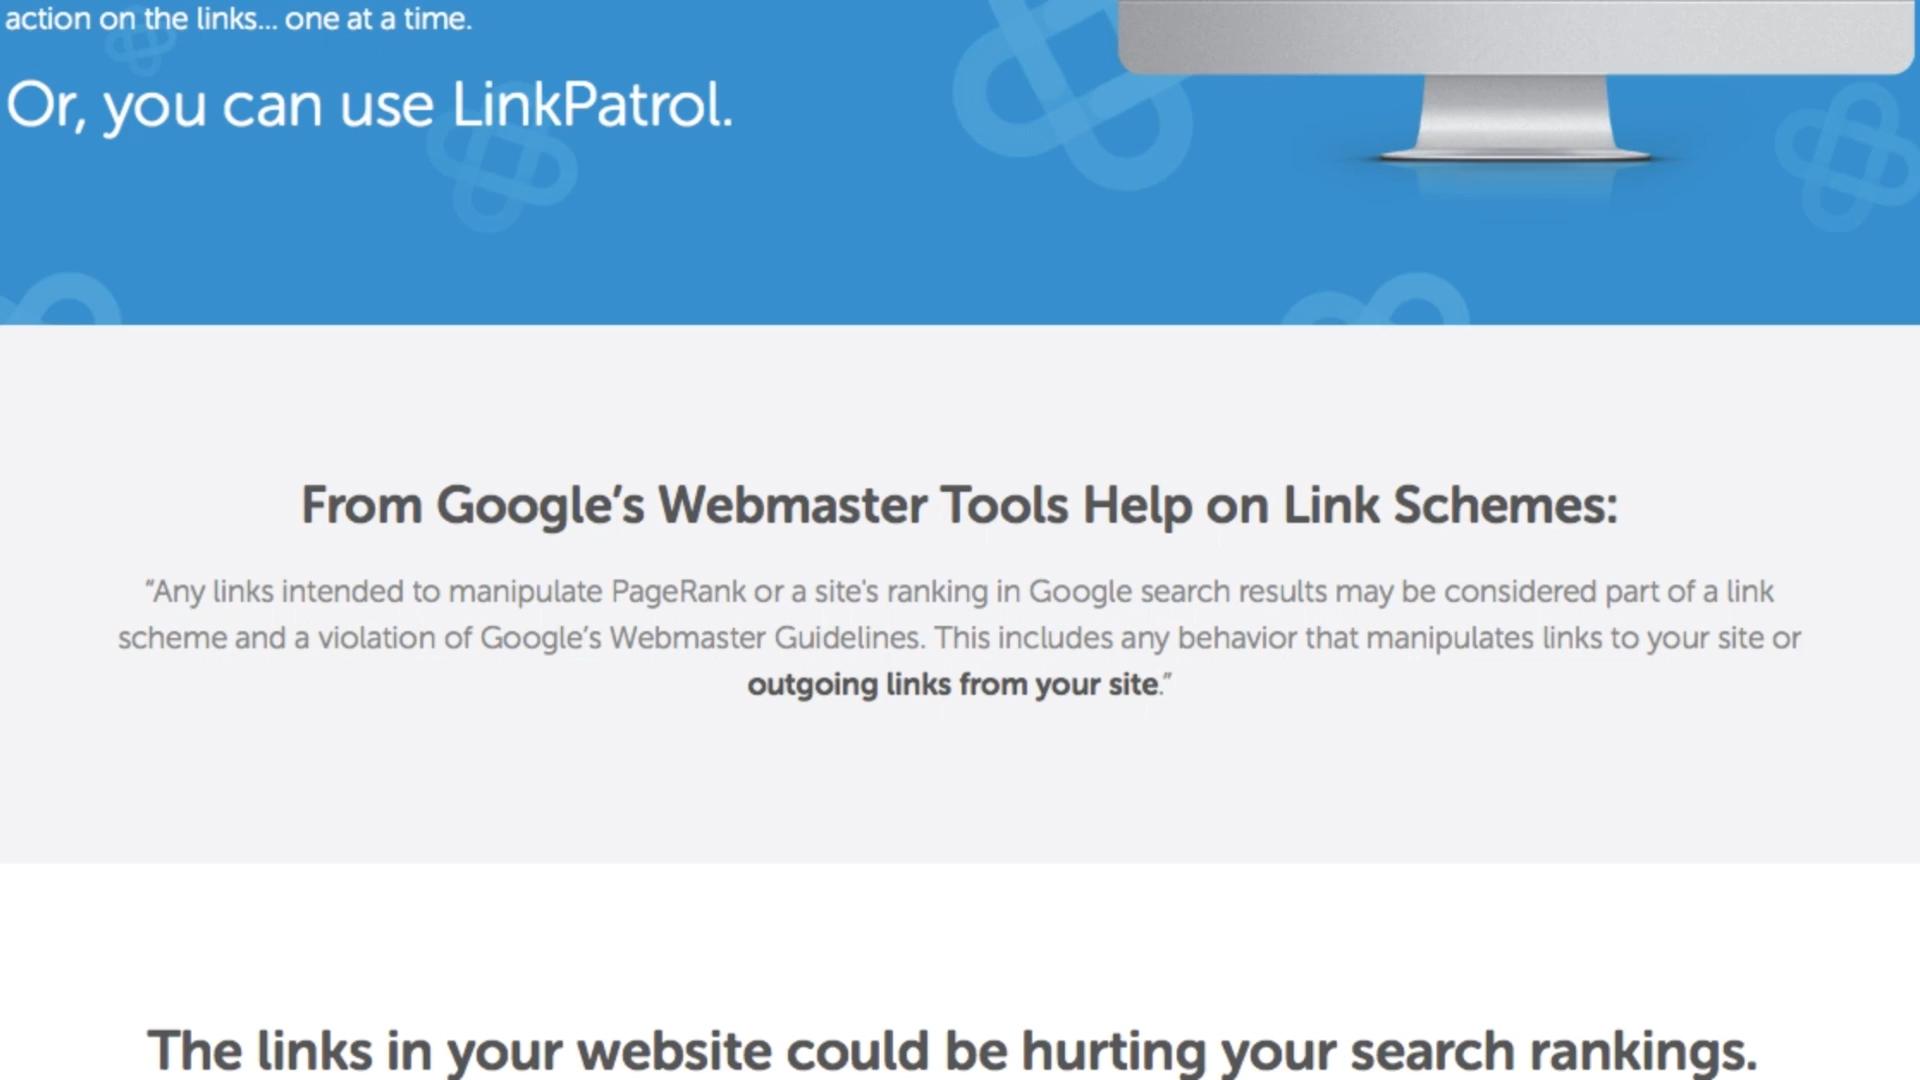 action on the links... one at a time.
Or, you can use LinkPatrol.
From Google’s Webmaster Tools Help on Link Schemes:
“Any links intended to manipulate PageRank or a site's ranking in Google search results may be considered part of a link
scheme and a violation of Google’s Webmaster Guidelines. This includes any behavior that manipulates links to your site or
outgoing links from your site.”
The links in your website could be hurting your search rankings.